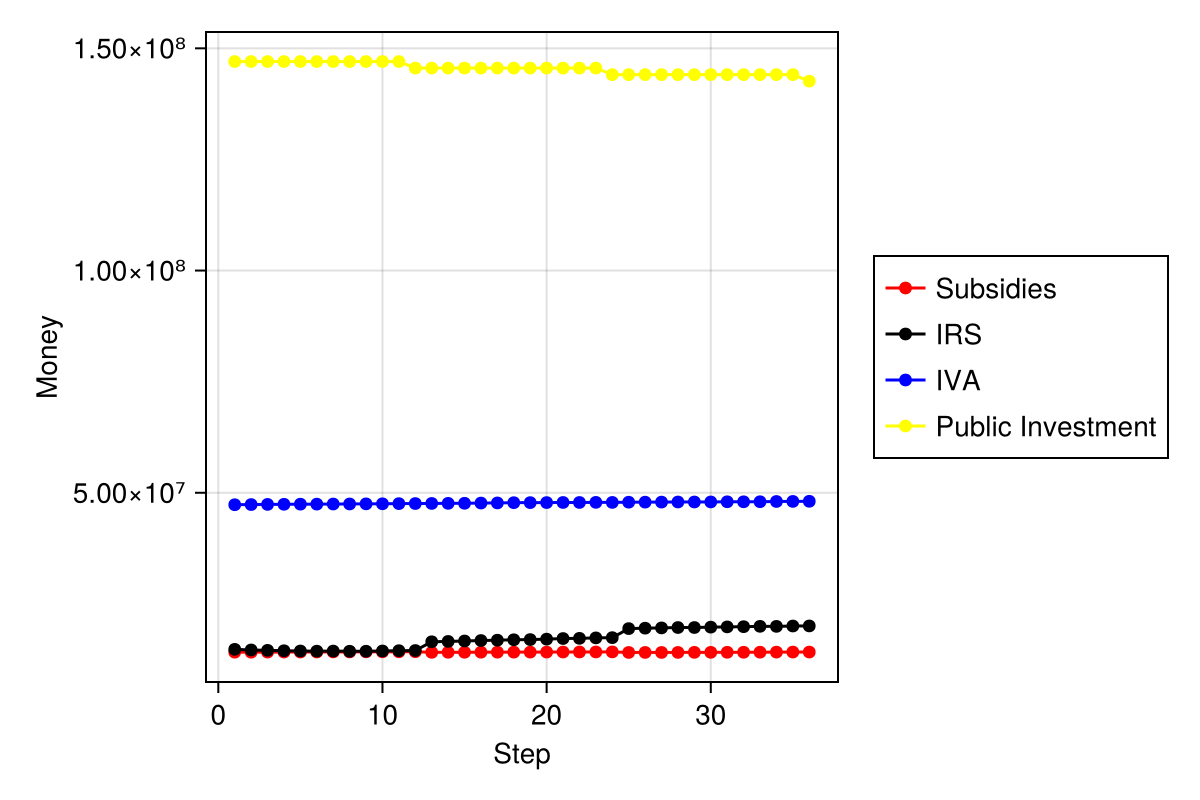 1.50×10⁸
1.00×10⁸
5.00×10⁷
Money
0 10 20 30
Step
Subsidies
IRS
IVA
Public Investment